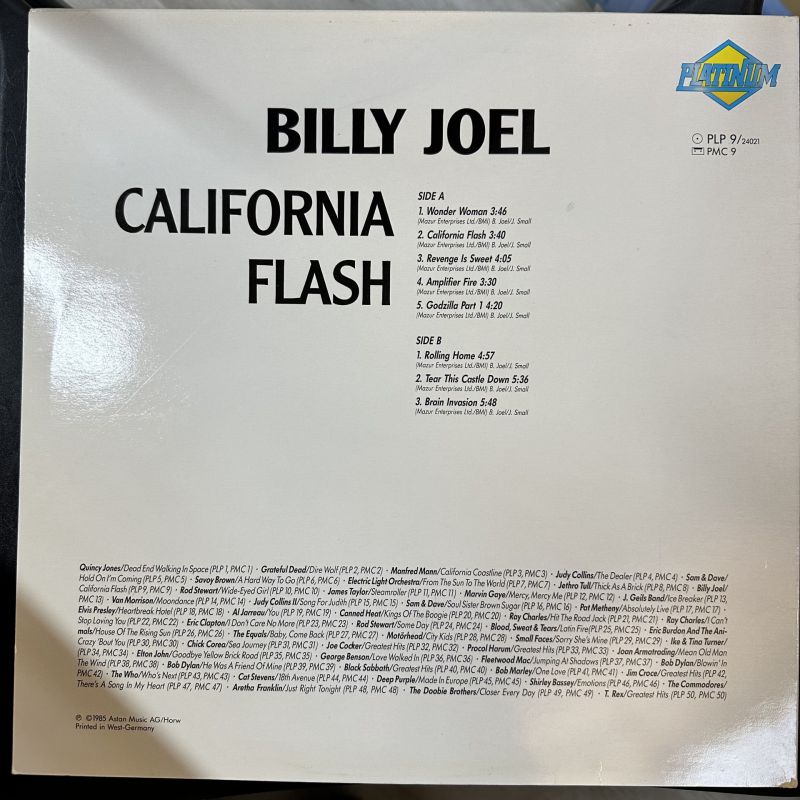 PLATINUM
BILLY JOEL
PLP 9/24021
PMC 9
CALIFORNIA
FLASH
SIDE A
1. Wonder Woman 3:46
(Mazur Enterprises Ltd./BMI) B. Joel/J. Small
2. California Flash 3:40
(Mazur Enterprises Ltd./BMI) B. Joel/J. Small
3. Revenge Is Sweet 4:05
(Mazur Enterprises Ltd./BMI) B. Joel/J. Small
4. Amplifier Fire 3:30
(Mazur Enterprises Ltd./BMI) B. Joel/J. Small
5. Godzilla Part 1 4:20
(Mazur Enterprises Ltd./BMI) B. Joel/J. Small
SIDE B
1. Rolling Home 4:57
(Mazur Enterprises Ltd./BMI) B. Joel/J. Small
2. Tear This Castle Down 5:36
(Mazur Enterprises Ltd./BMI) B. Joel/J. Small
3. Brain Invasion 5:48
(Mazur Enterprises Ltd./BMI) B. Joel/J. Small
Quincy Jones/Dead End Walking In Space (PLP 1, PMC 1) · Grateful Dead/Dire Wolf (PLP 2, PMC 2) · Manfred Mann/California Coastline (PLP 3, PMC 3) · Judy Collins/The Dealer (PLP 4, PMC 4) · Sam & Dave/
Hold On I'm Coming (PLP 5, PMC 5) · Savoy Brown/A Hard Way To Go (PLP 6, PMC 6) · Electric Light Orchestra/From The Sun To The World (PLP 7, PMC 7) · Jethro Tull/Thick As A Brick (PLP 8, PMC 8) · Billy Joel/
California Flash (PLP 9, PMC 9) · Rod Stewart/Wide-Eyed Girl (PLP 10, PMC 10) · James Taylor/Steamroller (PLP 11, PMC 11) · Marvin Gaye/Mercy, Mercy Me (PLP 12, PMC 12) · J. Geils Band/Ice Breaker (PLP 13,
PMC 13) · Van Morrison/Moondance (PLP 14, PMC 14) · Judy Collins II/Song For Judith (PLP 15, PMC 15) · Sam & Dave/Soul Sister Brown Sugar (PLP 16, PMC 16) · Pat Metheny/Absolutely Live (PLP 17, PMC 17) ·
Elvis Presley/Heartbreak Hotel (PLP 18, PMC 18) · Al Jarreau/You (PLP 19, PMC 19) · Canned Heat/Kings Of The Boogie (PLP 20, PMC 20) · Ray Charles/Hit The Road Jack (PLP 21, PMC 21) · Ray Charles/I Can't
Stop Loving You (PLP 22, PMC 22) · Eric Clapton/I Don't Care No More (PLP 23, PMC 23) · Rod Stewart/Some Day (PLP 24, PMC 24) · Blood, Sweat & Tears/Latin Fire(PLP 25, PMC 25) · Eric Burdon And The Ani-
mals/House Of The Rising Sun (PLP 26, PMC 26) · The Equals/Baby, Come Back (PLP 27, PMC 27) · Motörhead/City Kids (PLP 28, PMC 28) · Small Faces/Sorry She's Mine (PLP 29, PMC 29) · Ike & Tina Turner/
Crazy 'Bout You (PLP 30, PMC 30) · Chick Corea/Sea Journey (PLP 31, PMC 31) · Joe Cocker/Greatest Hits (PLP 32, PMC 32) · Procol Harum/Greatest Hits (PLP 33, PMC 33) · Joan Armatrading/Mean Old Man
(PLP 34, PMC 34) · Elton John/Goodbye Yellow Brick Road (PLP 35, PMC 35) · George Benson/Love Walked In (PLP 36, PMC 36) · Fleetwood Mac/Jumping At Shadows (PLP 37, PMC 37) · Bob Dylan/Blowin' In
The Wind (PLP 38, PMC 38) · Bob Dylan/He Was A Friend Of Mine (PLP 39, PMC 39) · Black Sabbath/Greatest Hits (PLP 40, PMC 40) · Bob Marley/One Love (PLP 41, PMC 41) · Jim Croce/Greatest Hits (PLP 42,
PMC 42) · The Who/Who's Next (PLP 43, PMC 43) · Cat Stevens/18th Avenue (PLP 44, PMC 44) · Deep Purple/Made In Europe (PLP 45, PMC 45) · Shirley Bassey/Emotions (PLP 46, PMC 46) · The Commodores/
There's A Song In My Heart (PLP 47, PMC 47) · Aretha Franklin/Just Right Tonight (PLP 48, PMC 48) · The Doobie Brothers/Closer Every Day (PLP 49, PMC 49) · T. Rex/Greatest Hits (PLP 50, PMC 50)
℗ ©1985 Astan Music AG/Horw
Printed in West-Germany